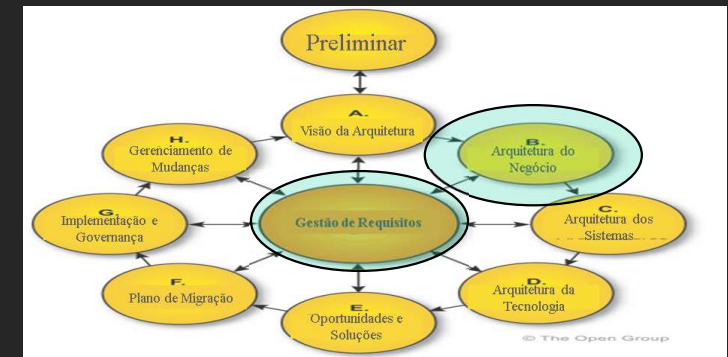 Preliminar
A.
Visão da Arquitetura
B.
Arquitetura do
Negócio
C.
Arquitetura dos
Sistemas
D.
Arquitetura da
Tecnologia
E.
Oportunidades e
Soluções
F.
Plano de Migração
G.
Implementação e
Governança
H.
Gerenciamento de
Mudanças
Gestão de Requisitos
© The Open Group